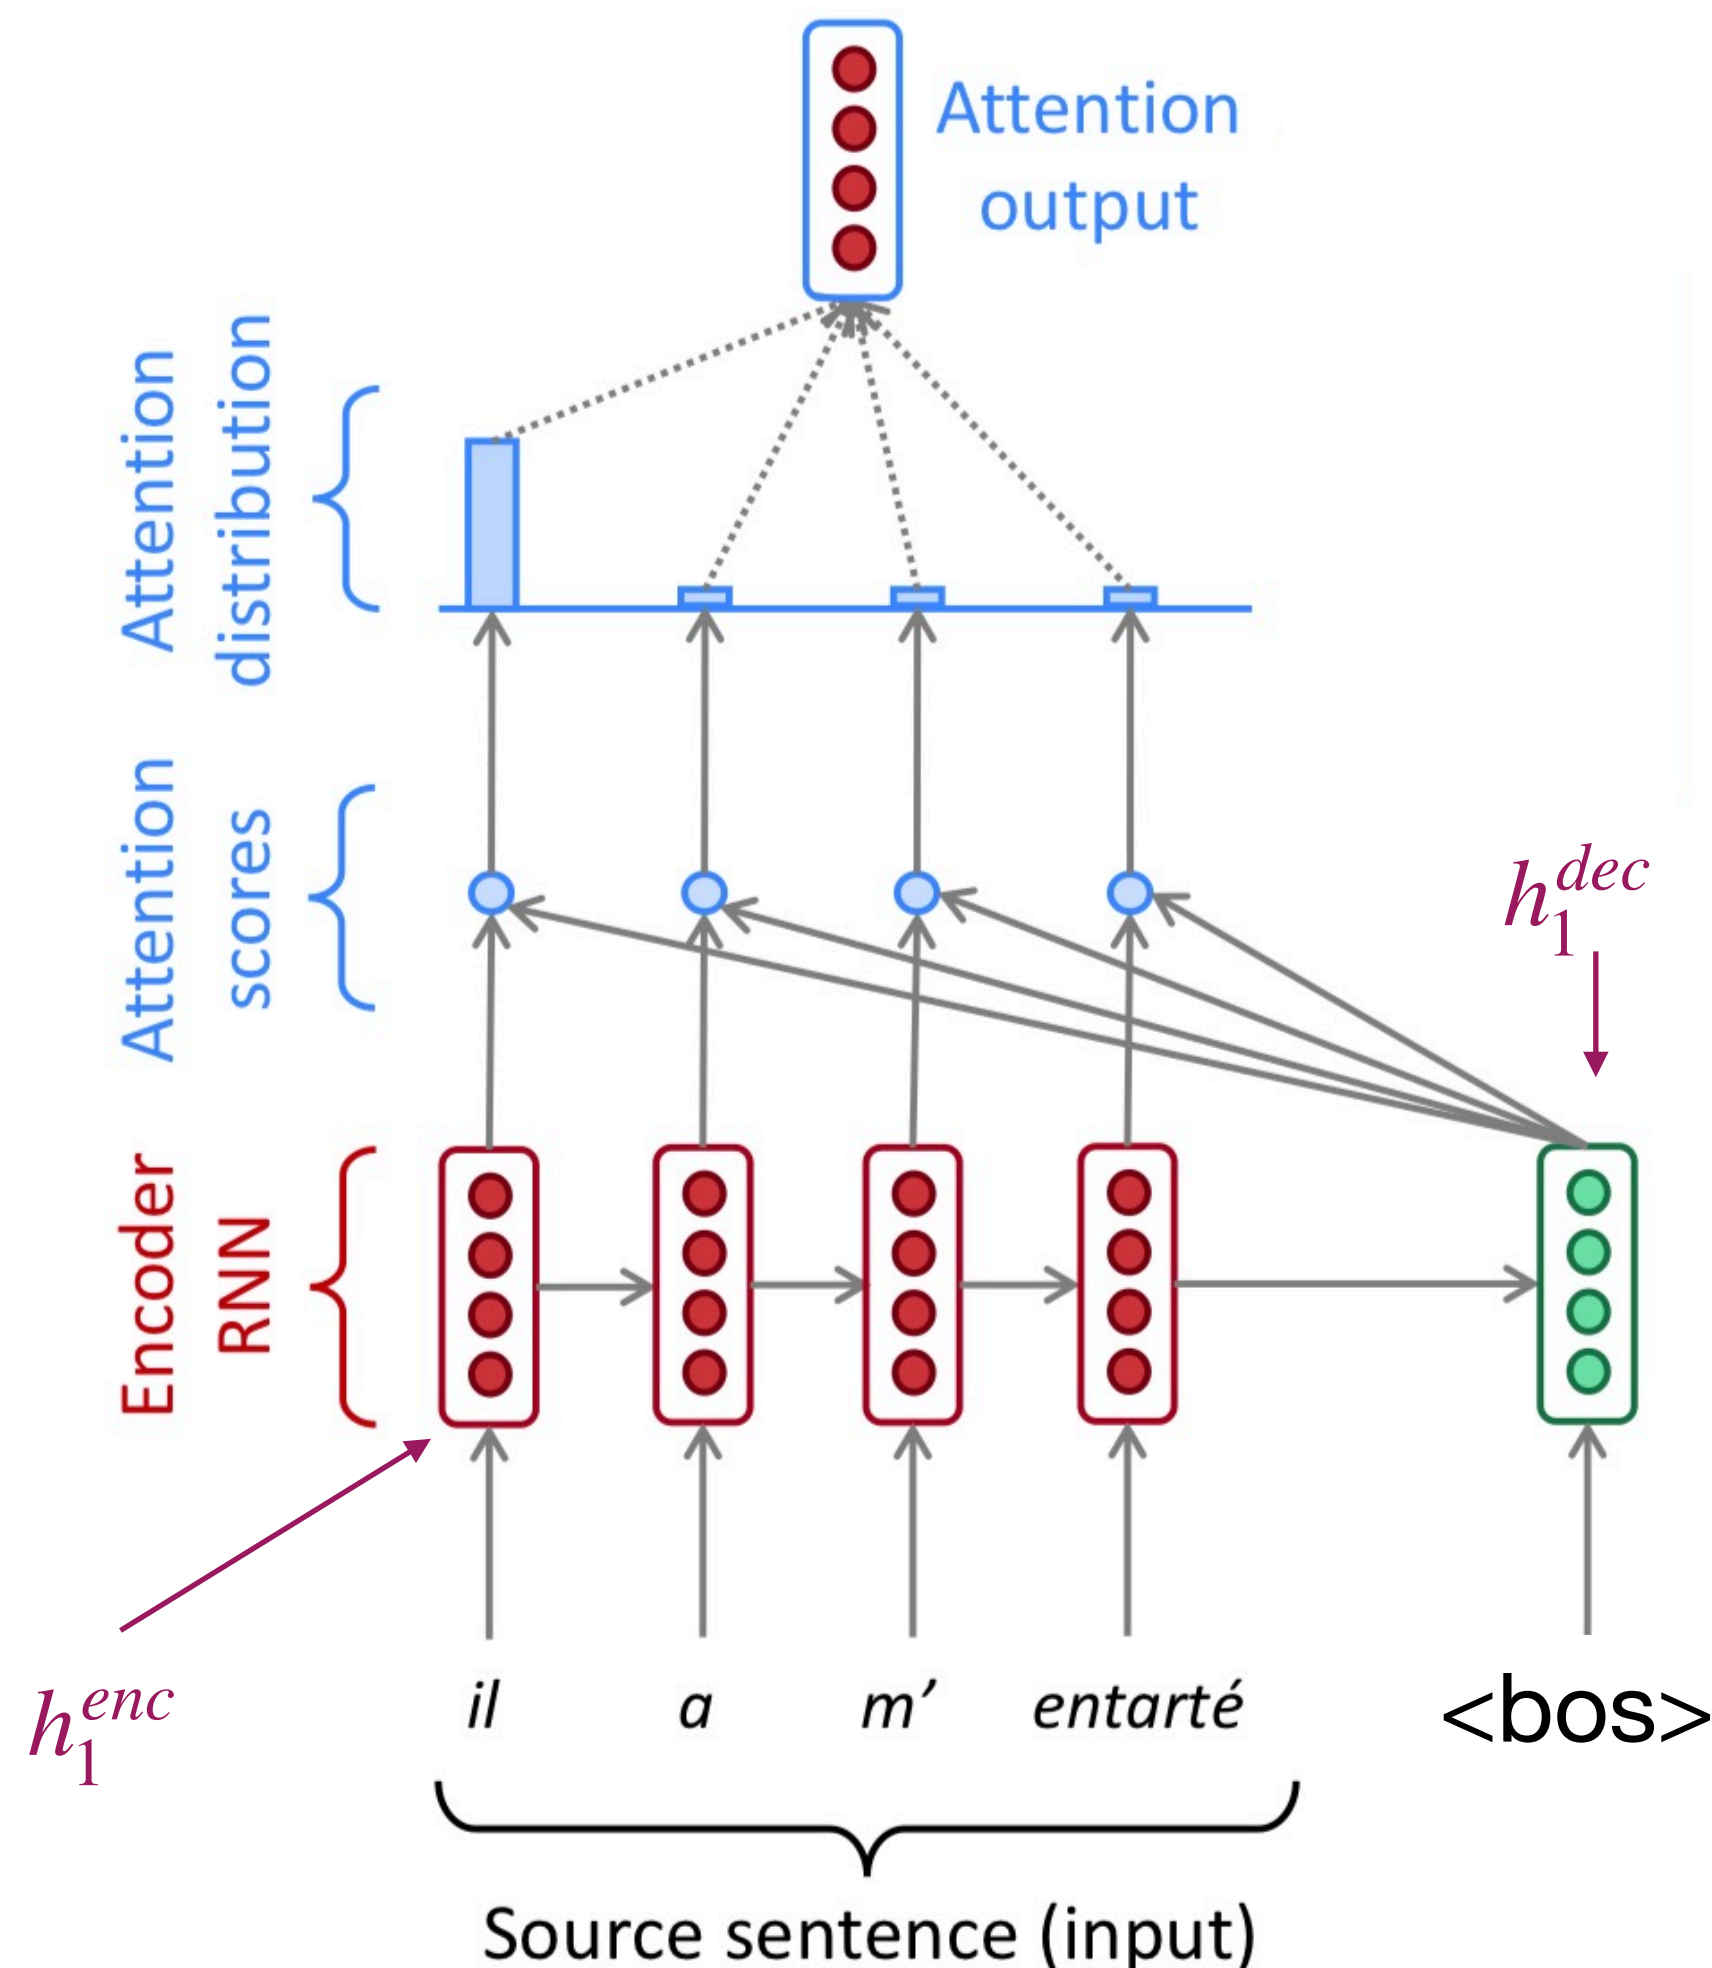 Attention
output
Attention
distribution
Attention
scores
h_1^{dec}
Encoder
RNN
h_1^{enc}
il a m’ entarté <bos>
Source sentence (input)